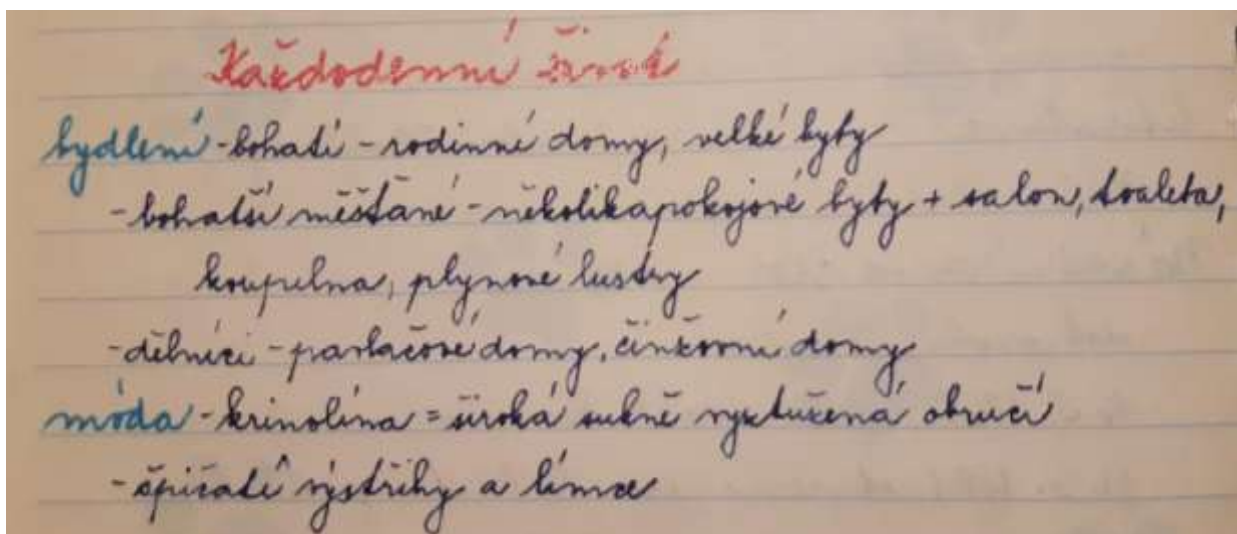 Každodenní život
bydlení - bohatí - rodinné domy, velké byty
- bohatší měšťané - několikapokojové byty + salon, toaleta,
koupelna, plynové lustry
- dělníci - pavlačové domy, činžovní domy
móda - krinolína = široká sukně vyztužená obručí
- špičaté výstřihy a límce